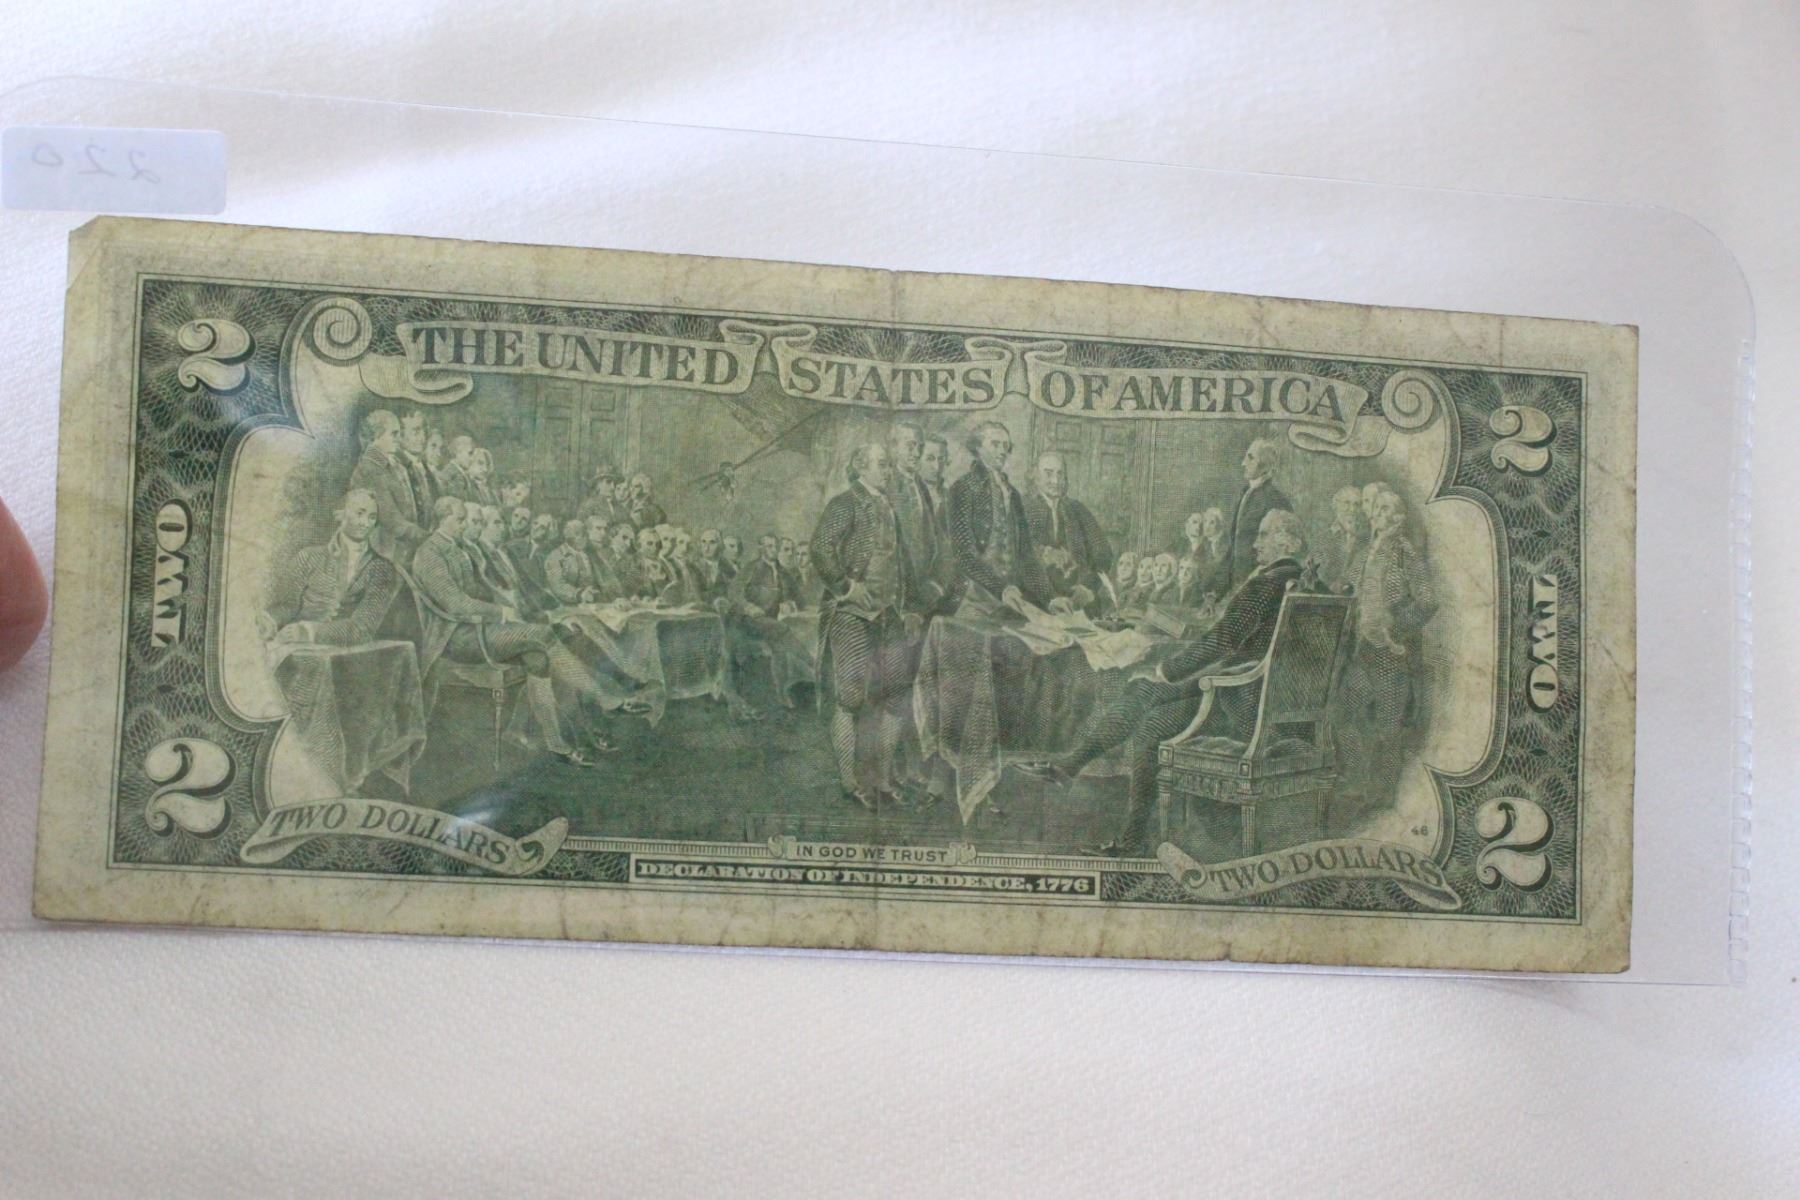 220
2 THE UNITED STATES OF AMERICA 2
TWO TWO
46
2 TWO DOLLARS IN GOD WE TRUST TWO DOLLARS 2
DECLARATION OF INDEPENDENCE, 1776